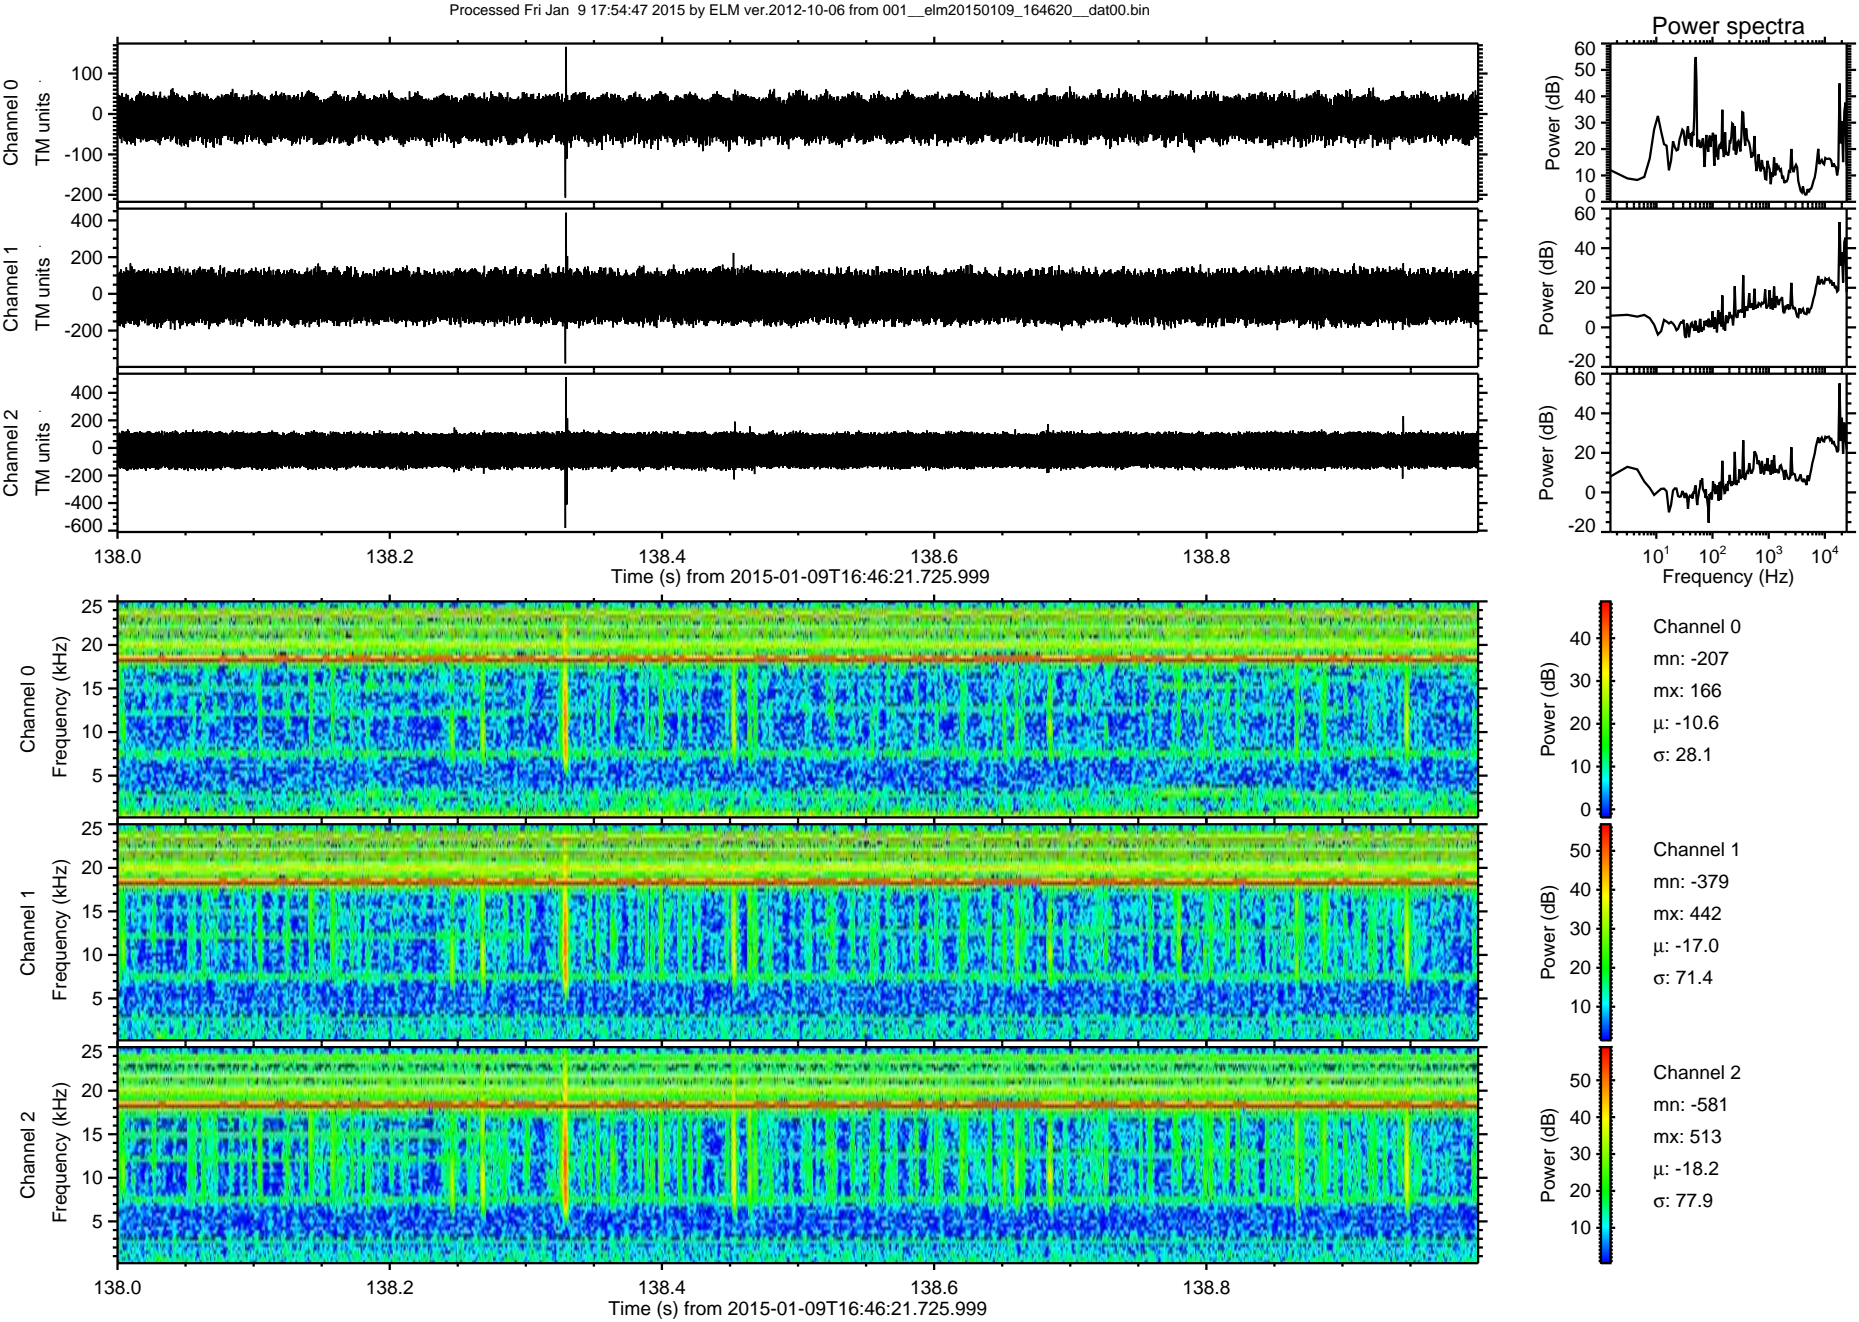 Processed Fri Jan  9 17:54:47 2015 by ELM ver.2012-10-06 from 001__elm20150109_164620__dat00.bin
Power spectra
Channel 0
TM units
100
0
-100
-200
Power (dB)
60
50
40
30
20
10
0
Channel 1
TM units
400
200
0
-200
Power (dB)
60
40
20
0
-20
Channel 2
TM units
400
200
0
-200
-400
-600
Power (dB)
60
40
20
0
-20
138.0 138.2 138.4 138.6 138.8
Time (s) from 2015-01-09T16:46:21.725.999
10^1 10^2 10^3 10^4
Frequency (Hz)
Channel 0
Frequency (kHz)
25
20
15
10
5
Power (dB)
40
30
20
10
0
Channel 0
mn: -207
mx: 166
µ: -10.6
σ: 28.1
Channel 1
Frequency (kHz)
25
20
15
10
5
Power (dB)
50
40
30
20
10
Channel 1
mn: -379
mx: 442
µ: -17.0
σ: 71.4
Channel 2
Frequency (kHz)
25
20
15
10
5
Power (dB)
50
40
30
20
10
Channel 2
mn: -581
mx: 513
µ: -18.2
σ: 77.9
138.0 138.2 138.4 138.6 138.8
Time (s) from 2015-01-09T16:46:21.725.999